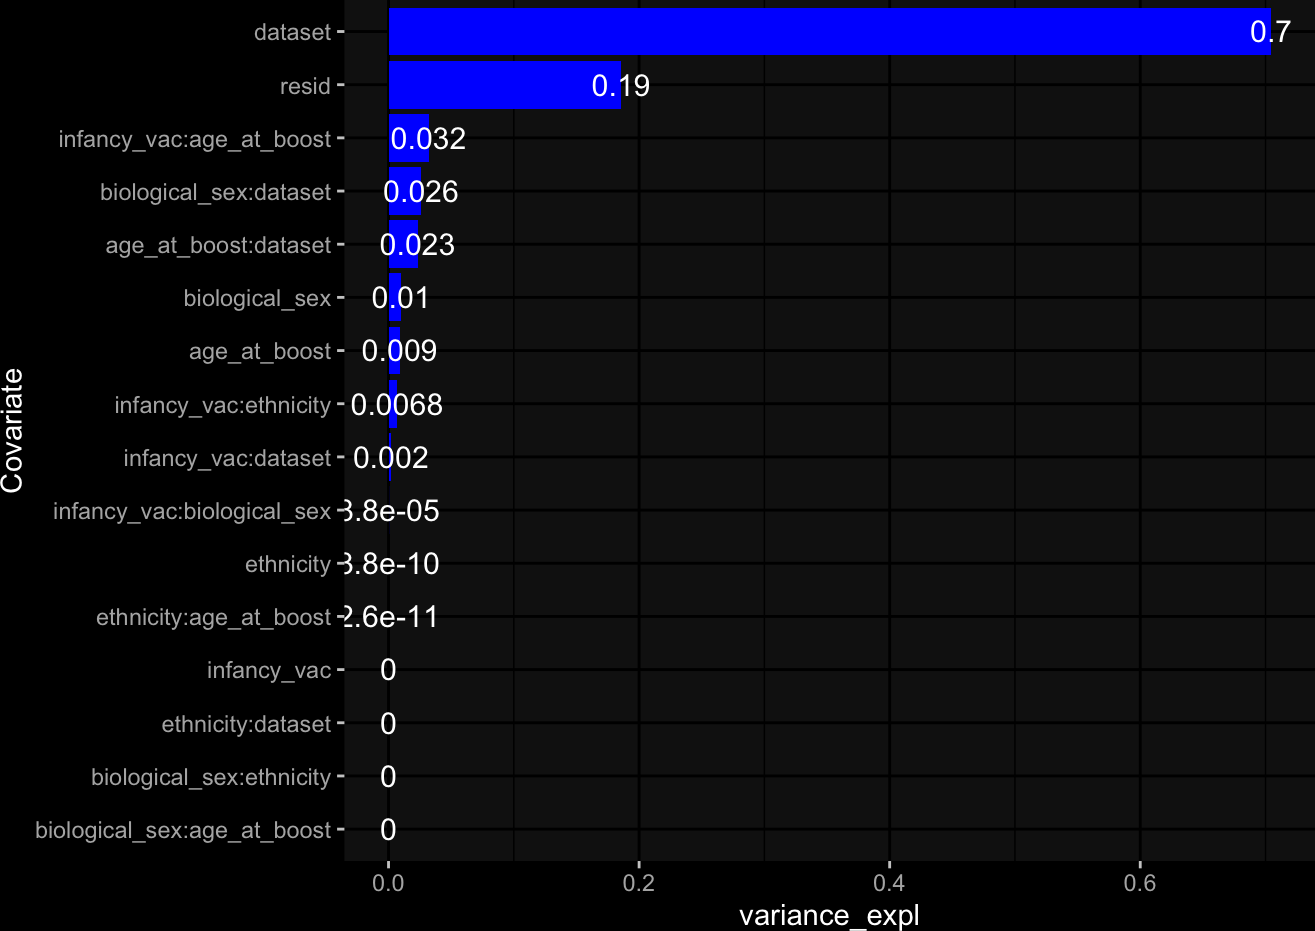 Covariate
dataset 0.7
resid 0.19
infancy_vac:age_at_boost 0.032
biological_sex:dataset 0.026
age_at_boost:dataset 0.023
biological_sex 0.01
age_at_boost 0.009
infancy_vac:ethnicity 0.0068
infancy_vac:dataset 0.002
infancy_vac:biological_sex
ethnicity
ethnicity:age_at_boost 2.6e-11
infancy_vac 0
ethnicity:dataset 0
biological_sex:ethnicity 0
biological_sex:age_at_boost 0
0.0 0.2 0.4 0.6
variance_expl